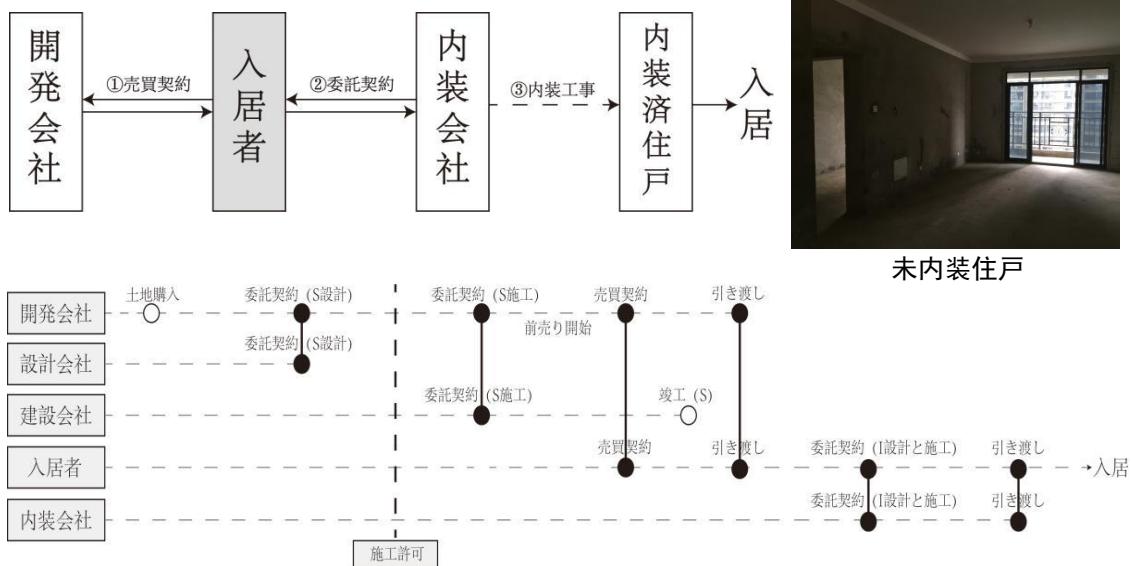 開発会社
①売買契約
入居者
②委託契約
内装会社
③内装工事
内装済住戸
入居
未内装住戸
開発会社
土地購入
委託契約 (S設計)
委託契約 (S施工)
売買契約
引き渡し
前売り開始
設計会社
委託契約 (S設計)
建設会社
委託契約 (S施工)
竣工 (S)
入居者
売買契約
引き渡し
委託契約 (I設計と施工)
引き渡し
入居
内装会社
委託契約 (I設計と施工)
引き渡し
施工許可